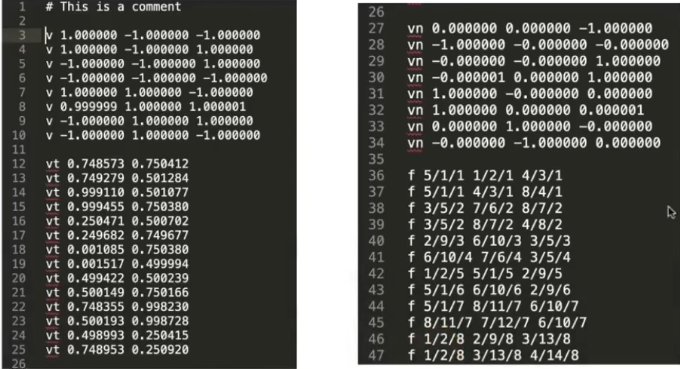 1 # This is a comment
2
3 v 1.000000 -1.000000 -1.000000
4 v 1.000000 -1.000000 1.000000
5 v -1.000000 -1.000000 1.000000
6 v -1.000000 -1.000000 -1.000000
7 v 1.000000 1.000000 -1.000000
8 v 0.999999 1.000000 1.000001
9 v -1.000000 1.000000 1.000000
10 v -1.000000 1.000000 -1.000000
11
12 vt 0.748573 0.750412
13 vt 0.749279 0.501284
14 vt 0.999110 0.501077
15 vt 0.999455 0.750380
16 vt 0.250471 0.500702
17 vt 0.249682 0.749677
18 vt 0.001085 0.750380
19 vt 0.001517 0.499994
20 vt 0.499422 0.500239
21 vt 0.500149 0.750166
22 vt 0.748355 0.998230
23 vt 0.500193 0.998728
24 vt 0.498993 0.250415
25 vt 0.748953 0.250920
26
26
27 vn 0.000000 0.000000 -1.000000
28 vn -1.000000 -0.000000 -0.000000
29 vn -0.000000 -0.000000 1.000000
30 vn -0.000001 0.000000 1.000000
31 vn 1.000000 -0.000000 0.000000
32 vn 1.000000 0.000000 0.000001
33 vn 0.000000 1.000000 -0.000000
34 vn -0.000000 -1.000000 0.000000
35
36 f 5/1/1 1/2/1 4/3/1
37 f 5/1/1 4/3/1 8/4/1
38 f 3/5/2 7/6/2 8/7/2
39 f 3/5/2 8/7/2 4/8/2
40 f 2/9/3 6/10/3 3/5/3
41 f 6/10/4 7/6/4 3/5/4
42 f 1/2/5 5/1/5 2/9/5
43 f 5/1/6 6/10/6 2/9/6
44 f 5/1/7 8/11/7 6/10/7
45 f 8/11/7 7/12/7 6/10/7
46 f 1/2/8 2/9/8 3/13/8
47 f 1/2/8 3/13/8 4/14/8